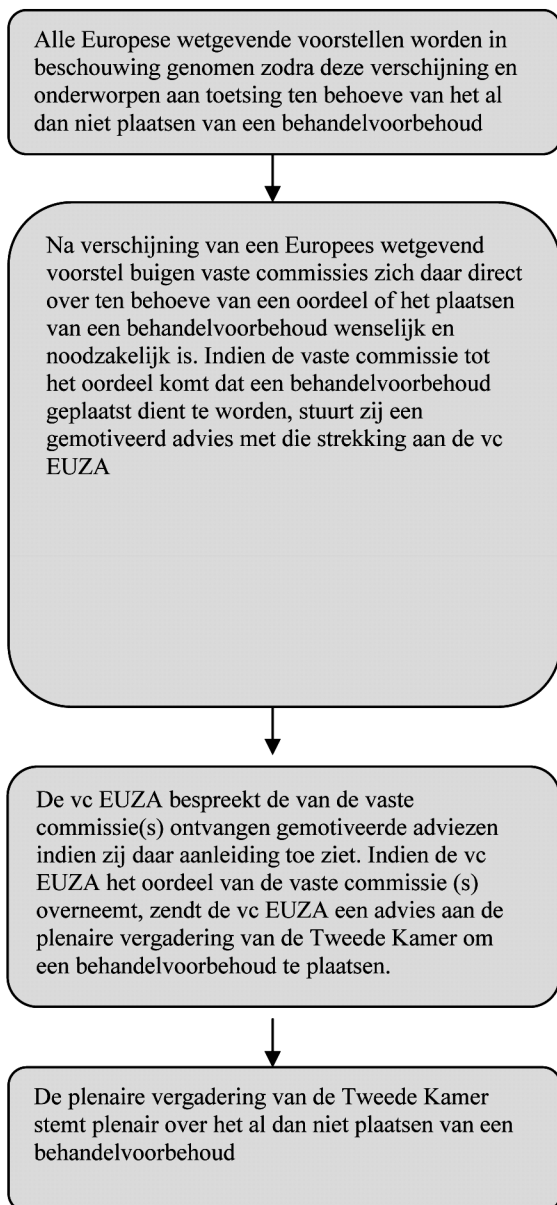 Alle Europese wetgevende voorstellen worden in
beschouwing genomen zodra deze verschijning en
onderworpen aan toetsing ten behoeve van het al
dan niet plaatsen van een behandelvoorbehoud
Na verschijning van een Europees wetgevend
voorstel buigen vaste commissies zich daar direct
over ten behoeve van een oordeel of het plaatsen
van een behandelvoorbehoud wenselijk en
noodzakelijk is. Indien de vaste commissie tot
het oordeel komt dat een behandelvoorbehoud
geplaatst dient te worden, stuurt zij een
gemotiveerd advies met die strekking aan de vc
EUZA
De vc EUZA bespreekt de van de vaste
commissie(s) ontvangen gemotiveerde adviezen
indien zij daar aanleiding toe ziet. Indien de vc
EUZA het oordeel van de vaste commissie (s)
overneemt, zendt de vc EUZA een advies aan de
plenaire vergadering van de Tweede Kamer om
een behandelvoorbehoud te plaatsen.
De plenaire vergadering van de Tweede Kamer
stemt plenair over het al dan niet plaatsen van een
behandelvoorbehoud